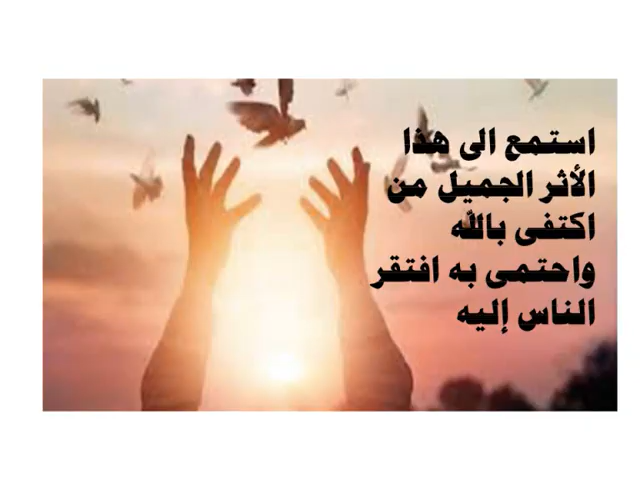 استمع الى هذا
الأثر الجميل من
اكتفى بالله
واحتمى به افتقر
الناس إليه